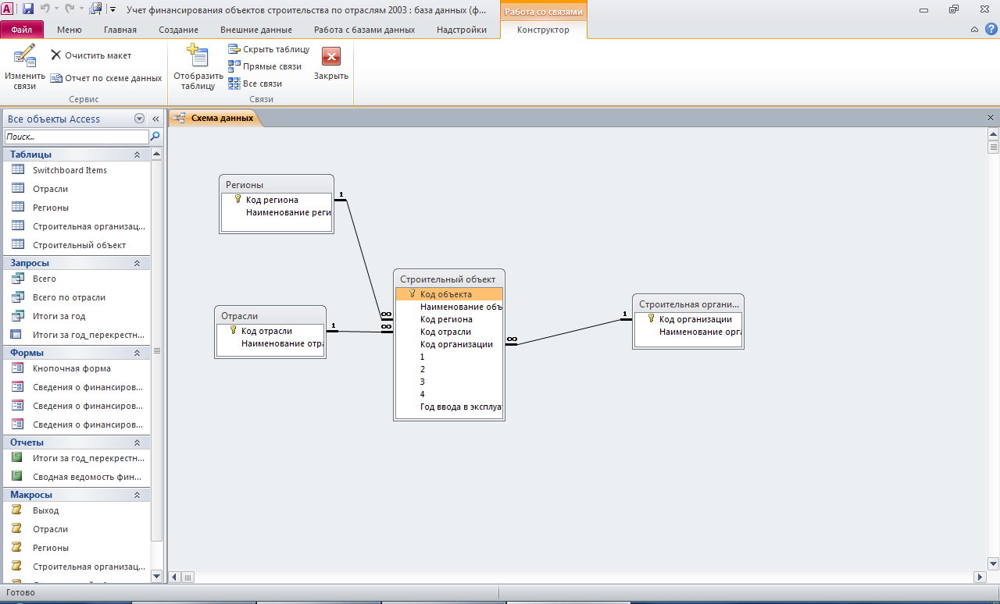 Учет финансирования объектов строительства по отраслям 2003 : база данных (ф...
Работа со связями
Файл
Меню
Главная
Создание
Внешние данные
Работа с базами данных
Надстройки
Конструктор
Изменить связи
Очистить макет
Отчет по схеме данных
Сервис
Отобразить таблицу
Скрыть таблицу
Прямые связи
Все связи
Закрыть
Связи
Все объекты Access
Поиск...
Таблицы
Switchboard Items
Отрасли
Регионы
Строительная организац...
Строительный объект
Запросы
Всего
Всего по отрасли
Итоги за год
Итоги за год_перекрестн...
Формы
Кнопочная форма
Сведения о финансиров...
Сведения о финансиров...
Сведения о финансиров...
Отчеты
Итоги за год_перекрестн...
Сводная ведомость фин...
Макросы
Выход
Отрасли
Регионы
Строительная организац...
Схема данных
Регионы
Код региона
Наименование реги
1
Отрасли
Код отрасли
Наименование отра
1
∞
∞
Строительный объект
Код объекта
Наименование объ
Код региона
Код отрасли
Код организации
1
2
3
4
Год ввода в эксплуа
∞
1
Строительная органи...
Код организации
Наименование орга
Готово